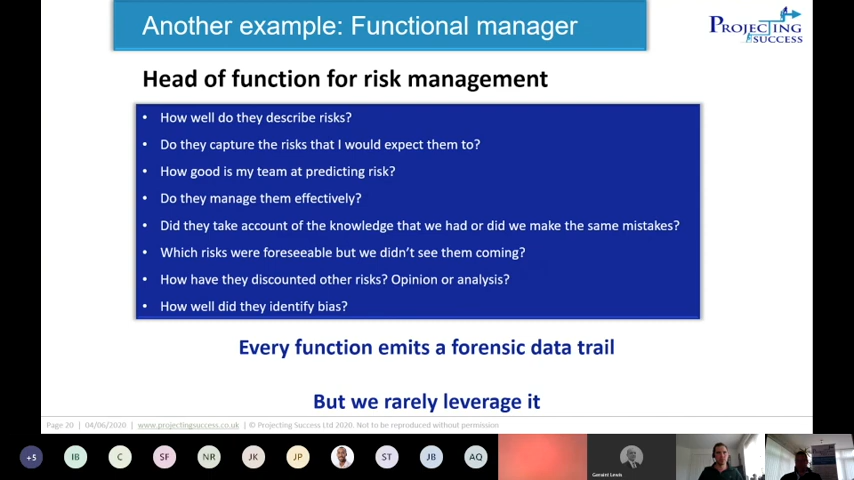 Another example: Functional manager
PROJECTING
SUCCESS
Head of function for risk management
• How well do they describe risks?
• Do they capture the risks that I would expect them to?
• How good is my team at predicting risk?
• Do they manage them effectively?
• Did they take account of the knowledge that we had or did we make the same mistakes?
• Which risks were foreseeable but we didn't see them coming?
• How have they discounted other risks? Opinion or analysis?
• How well did they identify bias?
Every function emits a forensic data trail
But we rarely leverage it
Page 20 | 04/06/2020 | www.projectingsuccess.co.uk | © Projecting Success Ltd 2020. Not to be reproduced without permission
+5 IB C SF NR JK JP ST JB AQ
Geraint Lewis